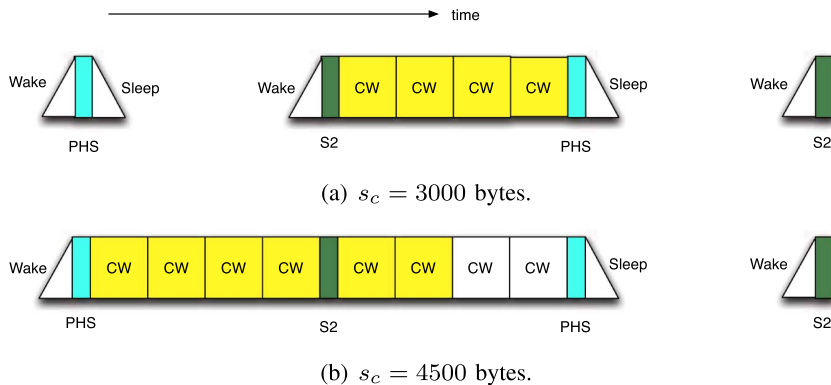 time
Wake Sleep Wake CW CW CW CW Sleep Wake
PHS S2 PHS S2
(a) s_c = 3000 bytes.
Wake CW CW CW CW CW CW CW CW Sleep Wake
PHS S2 PHS S2
(b) s_c = 4500 bytes.